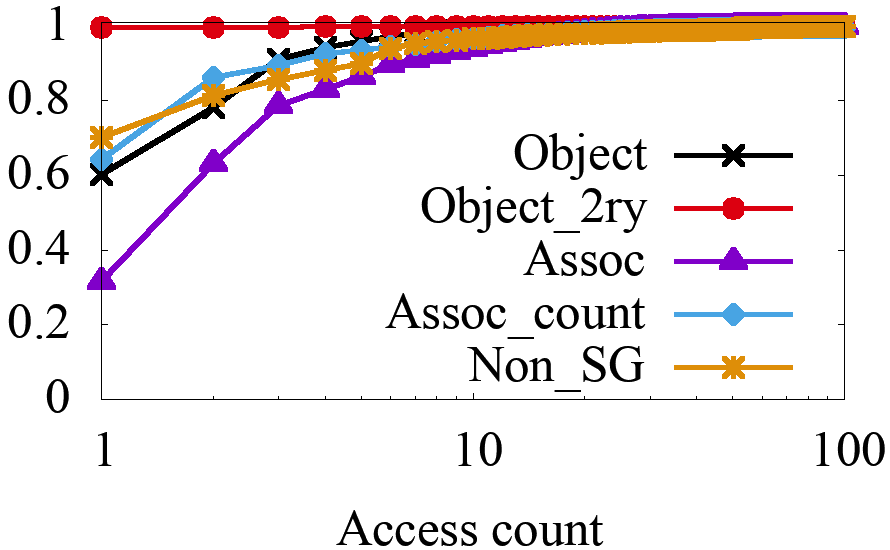 1
0.8
0.6
0.4
0.2
0
Object
Object_2ry
Assoc
Assoc_count
Non_SG
1 10 100
Access count